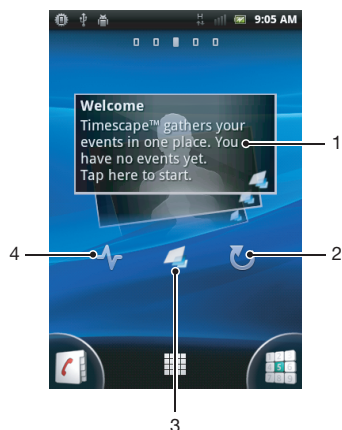 H
9:05 AM
Welcome
Timescape™ gathers your
events in one place. You
have no events yet.
Tap here to start.
1
4
2
5
3